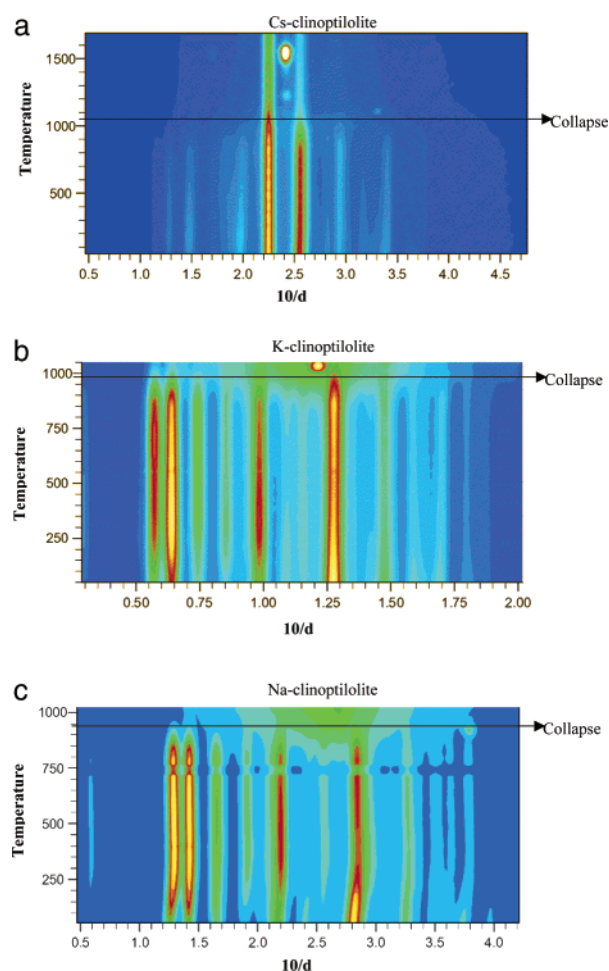 a
Cs-clinoptilolite
1500
1000
500
Temperature
Collapse
0.5 1.0 1.5 2.0 2.5 3.0 3.5 4.0 4.5
10/d
b
K-clinoptilolite
1000
750
500
250
Temperature
Collapse
0.50 0.75 1.00 1.25 1.50 1.75 2.00
10/d
c
Na-clinoptilolite
1000
750
500
250
Temperature
Collapse
0.5 1.0 1.5 2.0 2.5 3.0 3.5 4.0
10/d